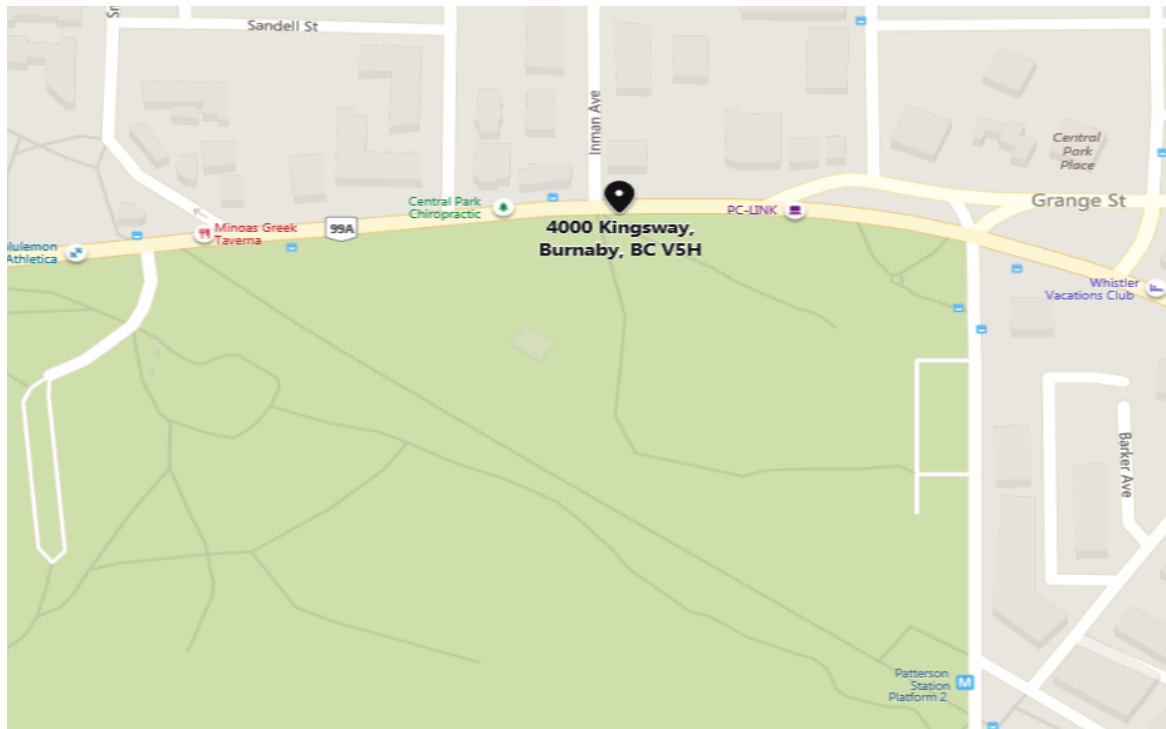 Sandell St
Inman Ave
Central
Park
Place
Central Park
Chiropractic
PC-LINK
Grange St
99A
Minoas Greek
Taverna
4000 Kingsway,
Burnaby, BC V5H
lululemon
Athletica
Whistler
Vacations Club
Barker Ave
Patterson
Station
Platform 2
M